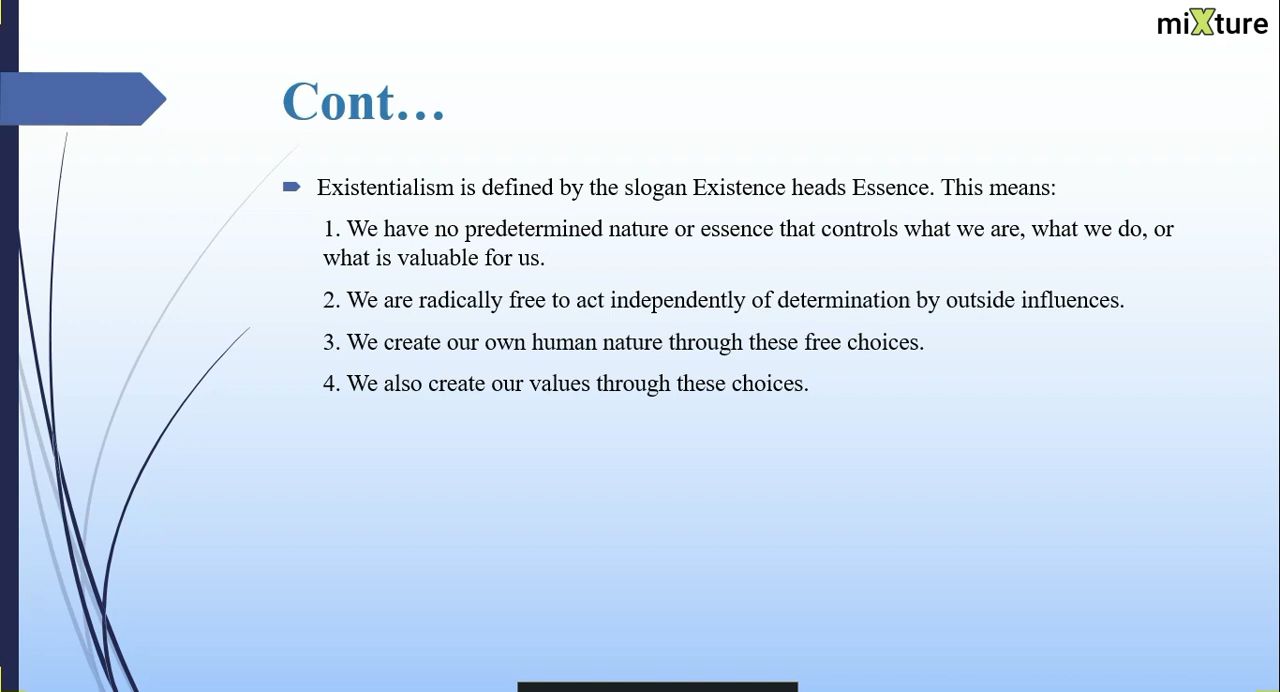 miXture
Cont...
Existentialism is defined by the slogan Existence heads Essence. This means:
1. We have no predetermined nature or essence that controls what we are, what we do, or
what is valuable for us.
2. We are radically free to act independently of determination by outside influences.
3. We create our own human nature through these free choices.
4. We also create our values through these choices.